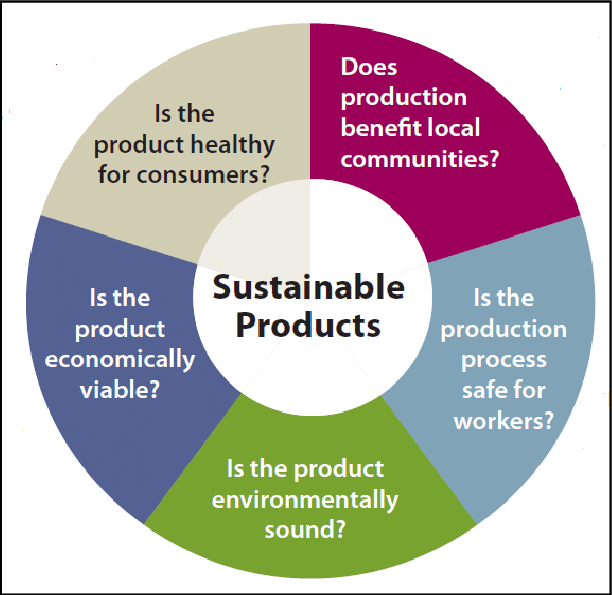 Does
production
benefit local
communities?
Is the
product healthy
for consumers?
Sustainable
Products
Is the
product
economically
viable?
Is the
production
process
safe for
workers?
Is the product
environmentally
sound?